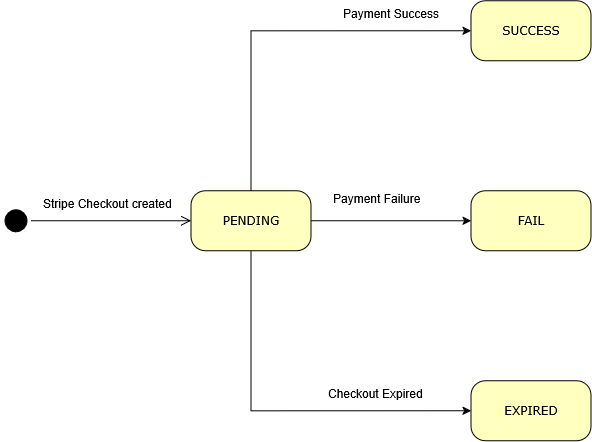 Payment Success
SUCCESS
Stripe Checkout created
PENDING
Payment Failure
FAIL
Checkout Expired
EXPIRED